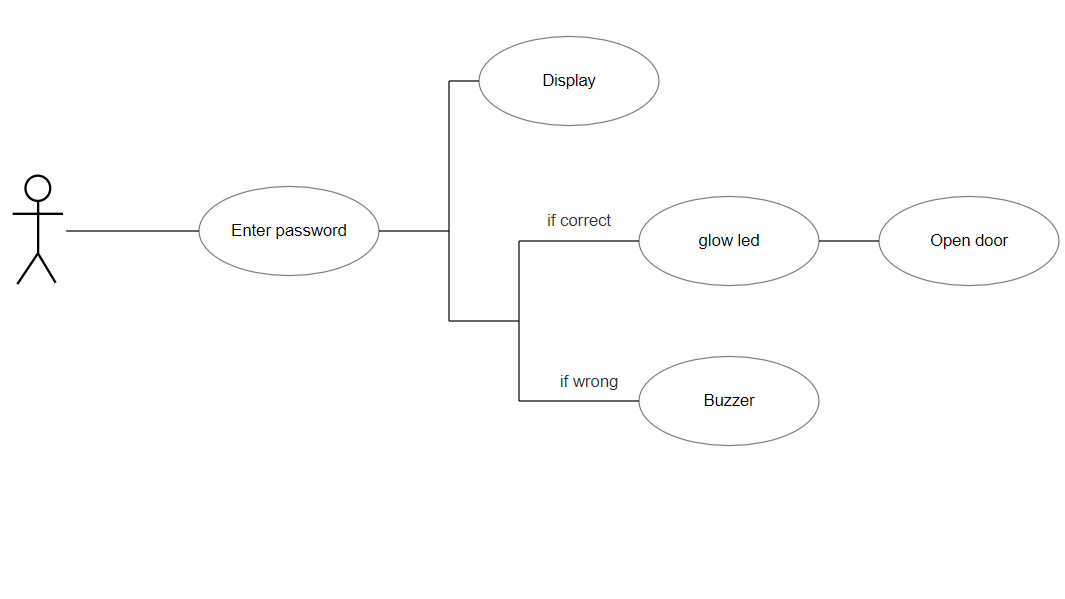 Display
Enter password
if correct
glow led
Open door
if wrong
Buzzer